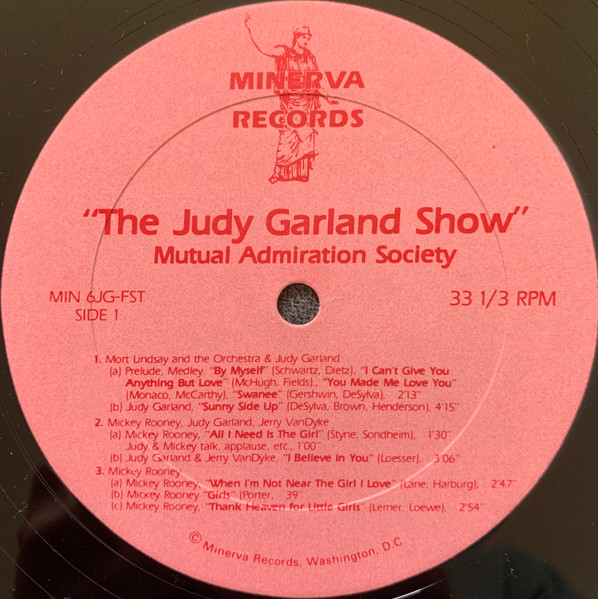 MINERVA
RECORDS
"The Judy Garland Show"
Mutual Admiration Society
MIN 6JG-FST
SIDE 1
33 1/3 RPM
1. Mort Lindsay and the Orchestra & Judy Garland
(a) Prelude, Medley, "By Myself" (Schwartz, Dietz), "I Can't Give You
Anything But Love" (McHugh, Fields)., "You Made Me Love You"
(Monaco, McCarthy), "Swanee" (Gershwin, DeSylva), 2'13"
(b) Judy Garland, "Sunny Side Up" (DeSylva, Brown, Henderson), 4'15"
2. Mickey Rooney, Judy Garland, Jerry VanDyke
(a) Mickey Rooney, "All I Need Is The Girl" (Styne, Sondheim), 1'30"
Judy & Mickey talk, applause, etc., 1'00"
(b) Judy Garland & Jerry VanDyke, "I Believe In You" (Loesser), 3'06"
3. Mickey Rooney
(a) Mickey Rooney, "When I'm Not Near The Girl I Love" (Lane, Harburg), 2'47"
(b) Mickey Rooney "Girls" (Porter, 39"
(c) Mickey Rooney, "Thank Heaven for Little Girls" (Lerner, Loewe), 2'54"
© Minerva Records, Washington, D.C